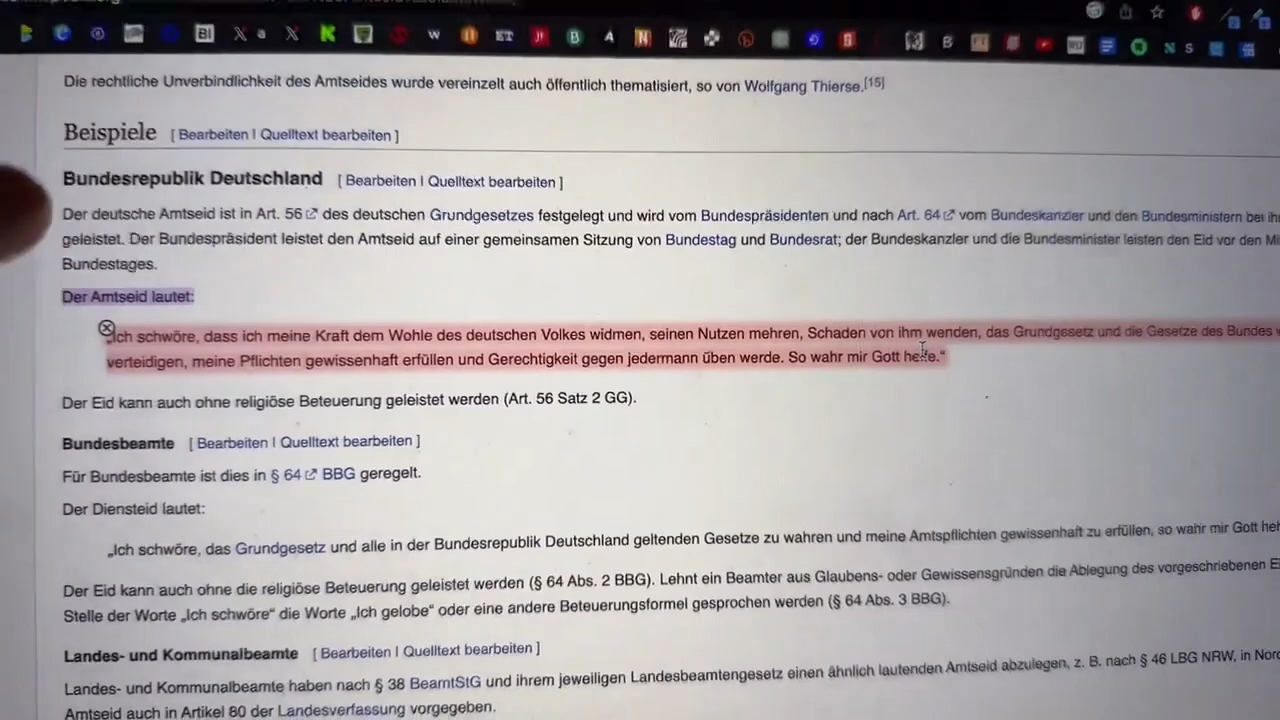 Die rechtliche Unverbindlichkeit des Amtseides wurde vereinzelt auch öffentlich thematisiert, so von Wolfgang Thierse.[15]
Beispiele [ Bearbeiten | Quelltext bearbeiten ]
Bundesrepublik Deutschland [ Bearbeiten | Quelltext bearbeiten ]
Der deutsche Amtseid ist in Art. 56 des deutschen Grundgesetzes festgelegt und wird vom Bundespräsidenten und nach Art. 64 vom Bundeskanzler und den Bundesministern bei
geleistet. Der Bundespräsident leistet den Amtseid auf einer gemeinsamen Sitzung von Bundestag und Bundesrat; der Bundeskanzler und die Bundesminister leisten den Eid vor den
Bundestages.
Der Amtseid lautet:
„Ich schwöre, dass ich meine Kraft dem Wohle des deutschen Volkes widmen, seinen Nutzen mehren, Schaden von ihm wenden, das Grundgesetz und die Gesetze des Bundes
verteidigen, meine Pflichten gewissenhaft erfüllen und Gerechtigkeit gegen jedermann üben werde. So wahr mir Gott helfe.“
Der Eid kann auch ohne religiöse Beteuerung geleistet werden (Art. 56 Satz 2 GG).
Bundesbeamte [ Bearbeiten | Quelltext bearbeiten ]
Für Bundesbeamte ist dies in § 64 BBG geregelt.
Der Diensteid lautet:
„Ich schwöre, das Grundgesetz und alle in der Bundesrepublik Deutschland geltenden Gesetze zu wahren und meine Amtspflichten gewissenhaft zu erfüllen, so wahr mir Gott
Der Eid kann auch ohne die religiöse Beteuerung geleistet werden (§ 64 Abs. 2 BBG). Lehnt ein Beamter aus Glaubens- oder Gewissensgründen die Ablegung des vorgeschriebenen
Stelle der Worte „Ich schwöre“ die Worte „Ich gelobe“ oder eine andere Beteuerungsformel gesprochen werden (§ 64 Abs. 3 BBG).
Landes- und Kommunalbeamte [ Bearbeiten | Quelltext bearbeiten ]
Landes- und Kommunalbeamte haben nach § 38 BeamtStG und ihrem jeweiligen Landesbeamtengesetz einen ähnlich lautenden Amtseid abzulegen, z. B. nach § 46 LBG NRW, in
Amtseid auch in Artikel 80 der Landesverfassung vorgegeben.